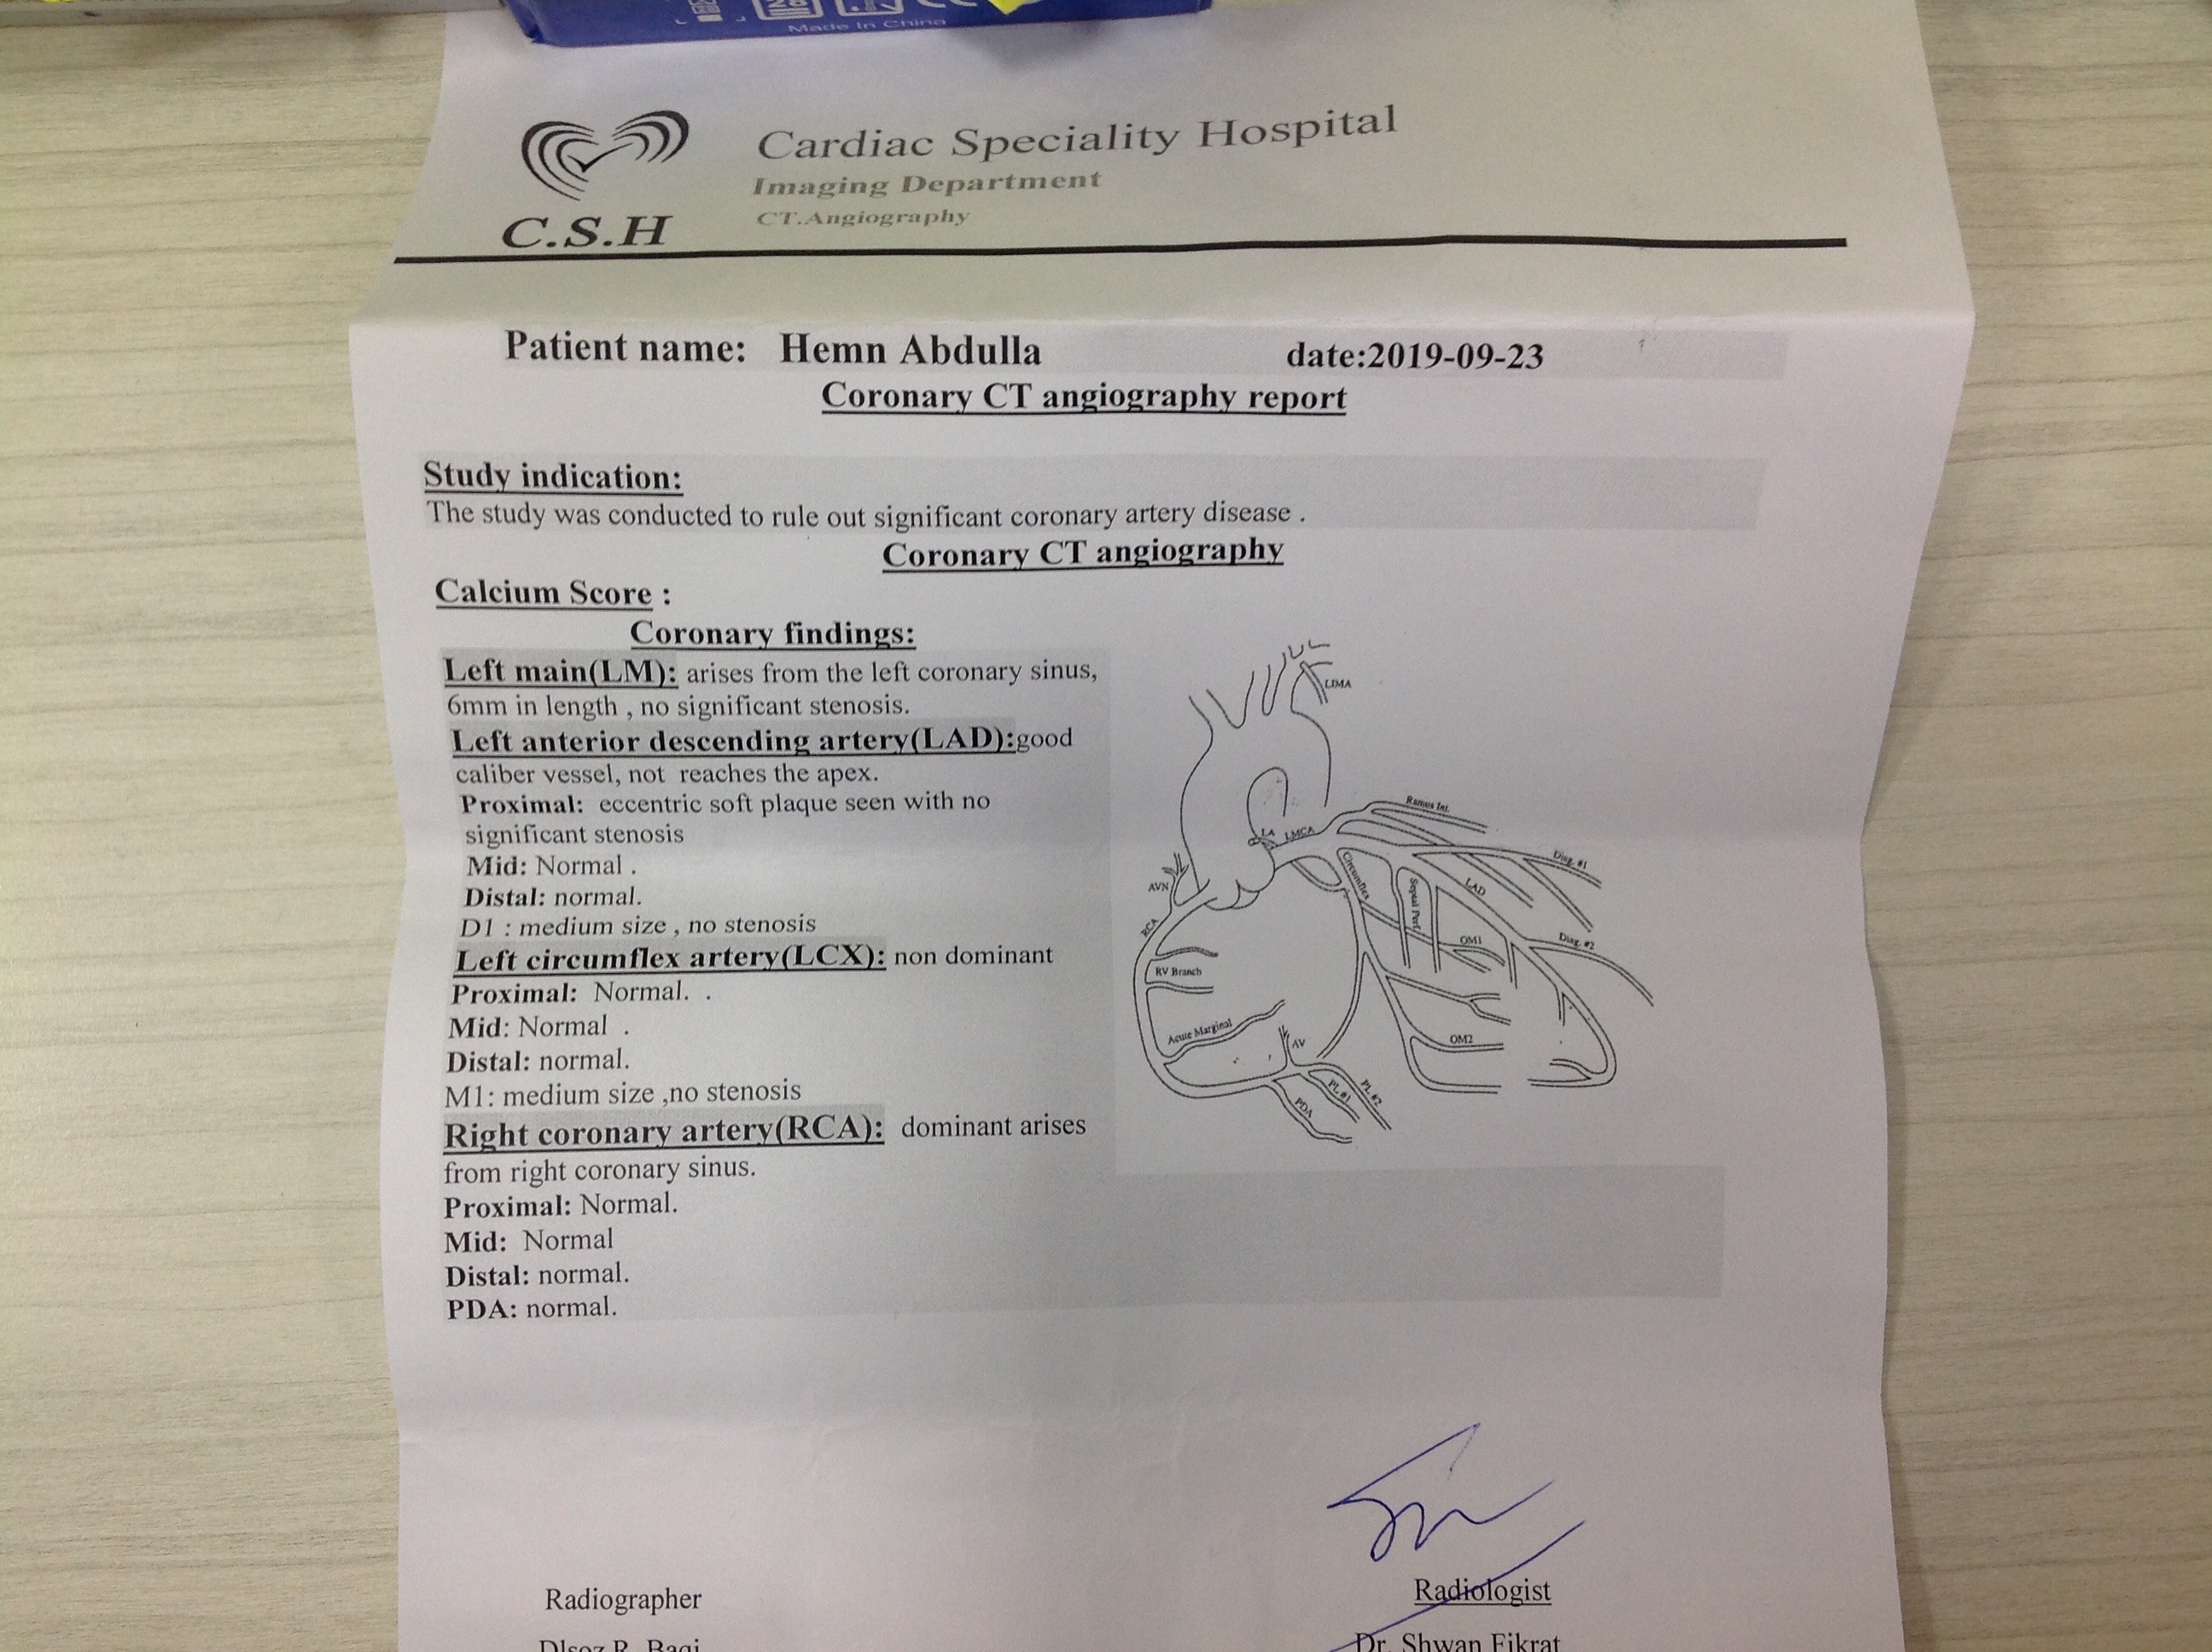 28
Made In China
C.S.H
Cardiac Speciality Hospital
Imaging Department
CT.Angiography
Patient name: Hemn Abdulla date:2019-09-23
Coronary CT angiography report
Study indication:
The study was conducted to rule out significant coronary artery disease .
Coronary CT angiography
Calcium Score :
Coronary findings:
Left main(LM): arises from the left coronary sinus,
6mm in length , no significant stenosis.
Left anterior descending artery(LAD):good
caliber vessel, not reaches the apex.
Proximal: eccentric soft plaque seen with no
significant stenosis
Mid: Normal .
Distal: normal.
D1 : medium size , no stenosis
Left circumflex artery(LCX): non dominant
Proximal: Normal. .
Mid: Normal .
Distal: normal.
M1: medium size ,no stenosis
Right coronary artery(RCA): dominant arises
from right coronary sinus.
Proximal: Normal.
Mid: Normal
Distal: normal.
PDA: normal.
LIMA
Ramus Int.
LA
LMCA
Diag. #1
Circumflex
LAD
Septal Perf.
AVN
RCA
OM1
Diag. #2
RV Branch
Acute Marginal
AV
OM2
PL #1
PL #2
PDA
Radiographer
Radiologist
Dlsoz R. Baqi
Dr. Shwan Fikrat